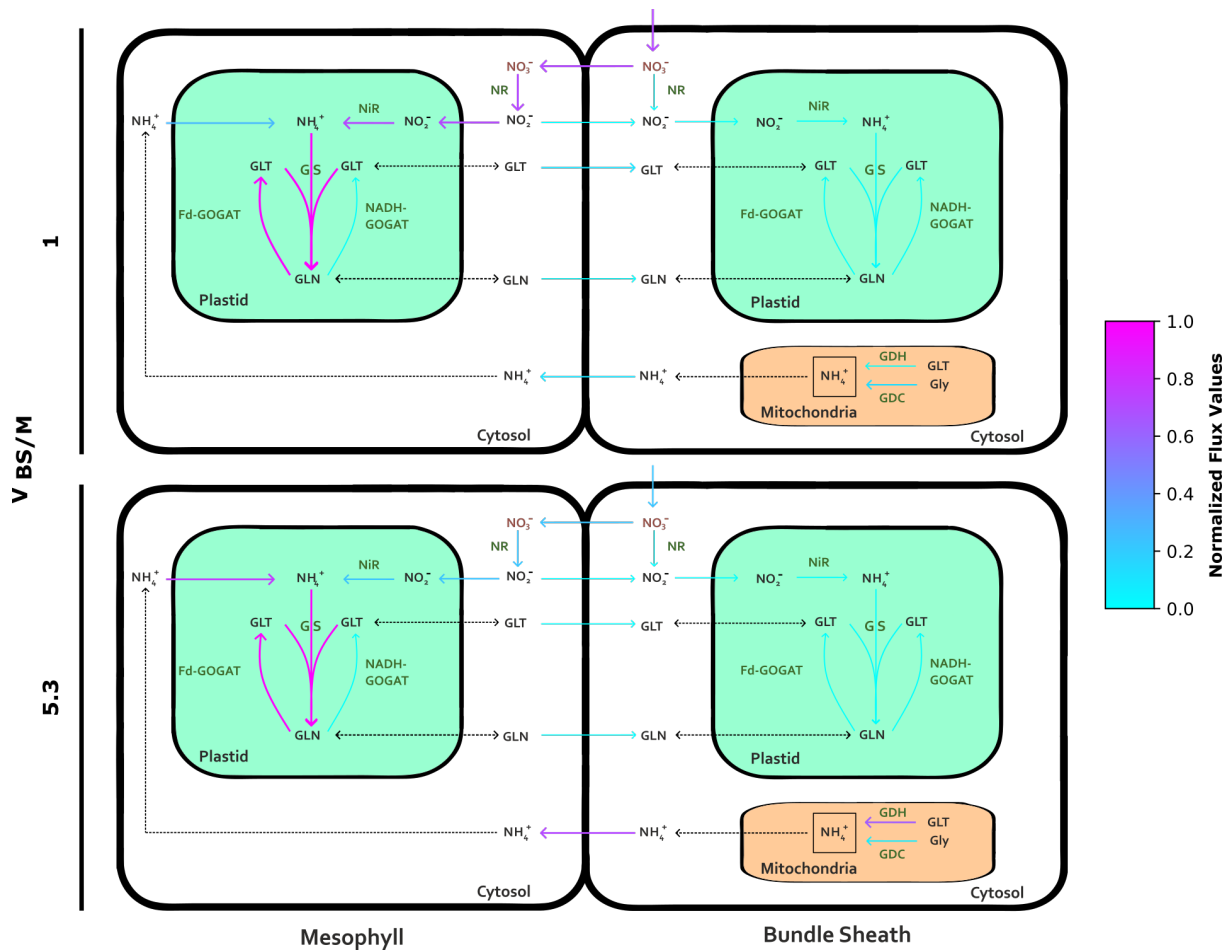 NO₃⁻ NO₃⁻
NR NR
NH₄⁺ NH₄⁺ NiR NO₂⁻ NO₂⁻ NO₂⁻ NO₂⁻ NiR NH₄⁺
GLT GS GLT GLT GLT GLT GS GLT
Fd-GOGAT NADH-
GOGAT Fd-GOGAT NADH-
GOGAT
GLN GLN GLN GLN
Plastid Plastid
NH₄⁺ NH₄⁺ NH₄⁺ GDH GLT
GDC Gly
Mitochondria
Cytosol Cytosol
1
V BS/M
5.3
NO₃⁻ NO₃⁻
NR NR
NH₄⁺ NH₄⁺ NiR NO₂⁻ NO₂⁻ NO₂⁻ NO₂⁻ NiR NH₄⁺
GLT GS GLT GLT GLT GLT GS GLT
Fd-GOGAT NADH-
GOGAT Fd-GOGAT NADH-
GOGAT
GLN GLN GLN GLN
Plastid Plastid
NH₄⁺ NH₄⁺ NH₄⁺ GDH GLT
GDC Gly
Mitochondria
Cytosol Cytosol
Mesophyll Bundle Sheath
1.0
0.8
0.6
0.4
0.2
0.0
Normalized Flux Values